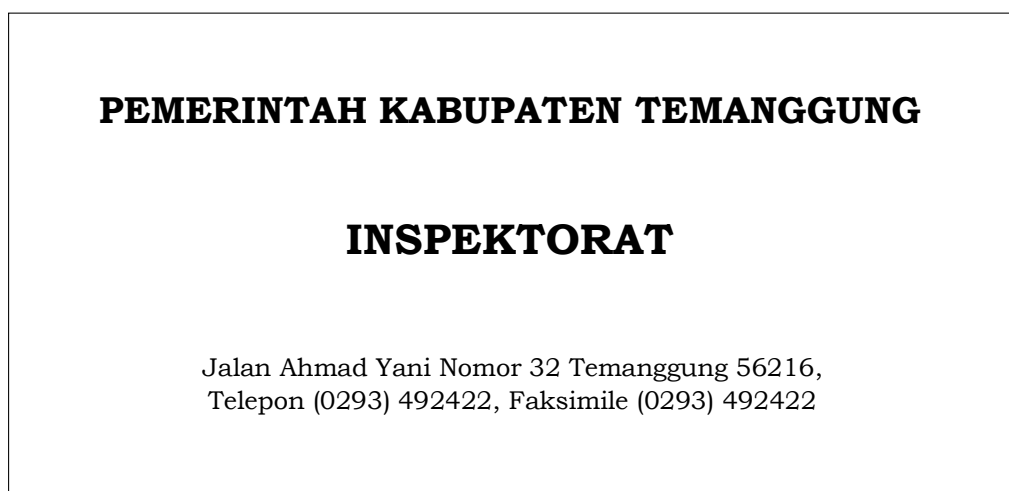 PEMERINTAH KABUPATEN TEMANGGUNG
INSPEKTORAT
Jalan Ahmad Yani Nomor 32 Temanggung 56216,
Telepon (0293) 492422, Faksimile (0293) 492422